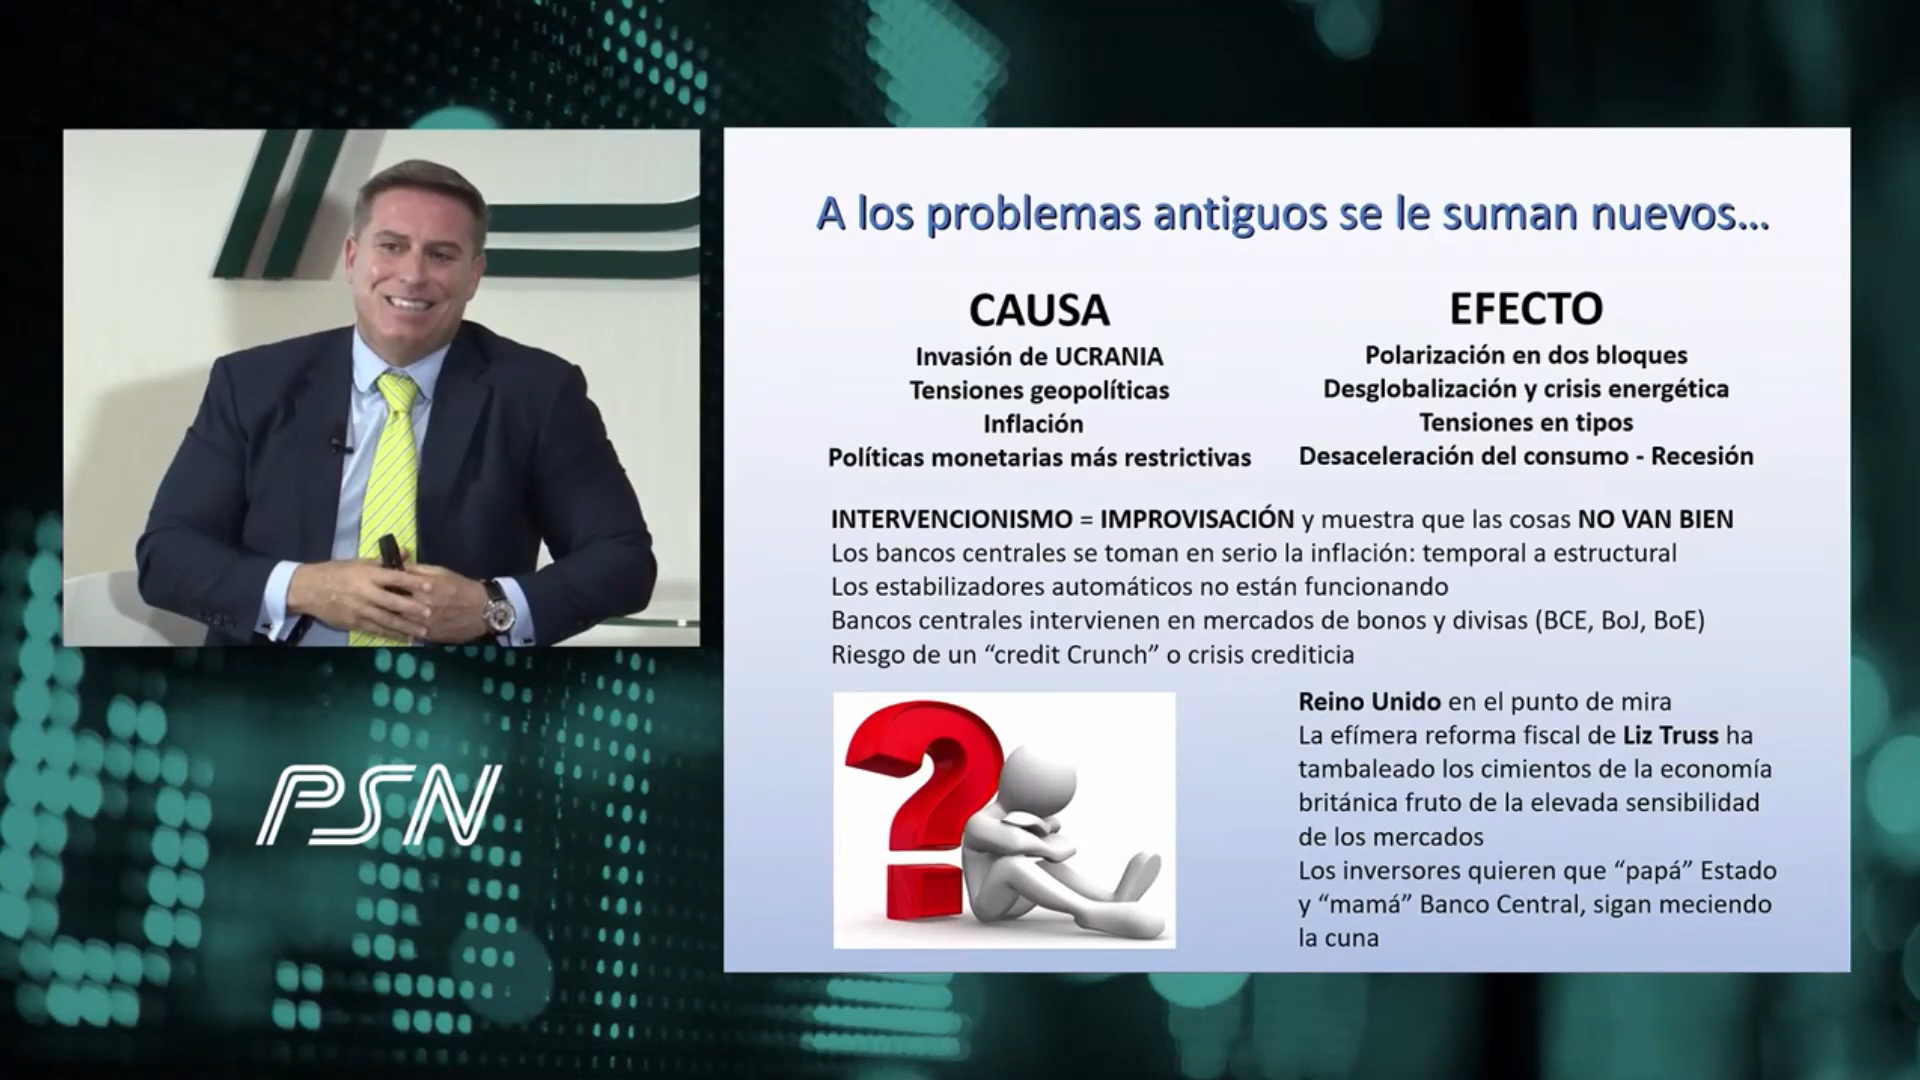 A los problemas antiguos se le suman nuevos...
CAUSA
Invasión de UCRANIA
Tensiones geopolíticas
Inflación
Políticas monetarias más restrictivas
EFECTO
Polarización en dos bloques
Desglobalización y crisis energética
Tensiones en tipos
Desaceleración del consumo - Recesión
INTERVENCIONISMO = IMPROVISACIÓN y muestra que las cosas NO VAN BIEN
Los bancos centrales se toman en serio la inflación: temporal a estructural
Los estabilizadores automáticos no están funcionando
Bancos centrales intervienen en mercados de bonos y divisas (BCE, BoJ, BoE)
Riesgo de un “credit Crunch” o crisis crediticia
Reino Unido en el punto de mira
La efímera reforma fiscal de Liz Truss ha
tambaleado los cimientos de la economía
británica fruto de la elevada sensibilidad
de los mercados
Los inversores quieren que “papá” Estado
y “mamá” Banco Central, sigan meciendo
la cuna
PSN